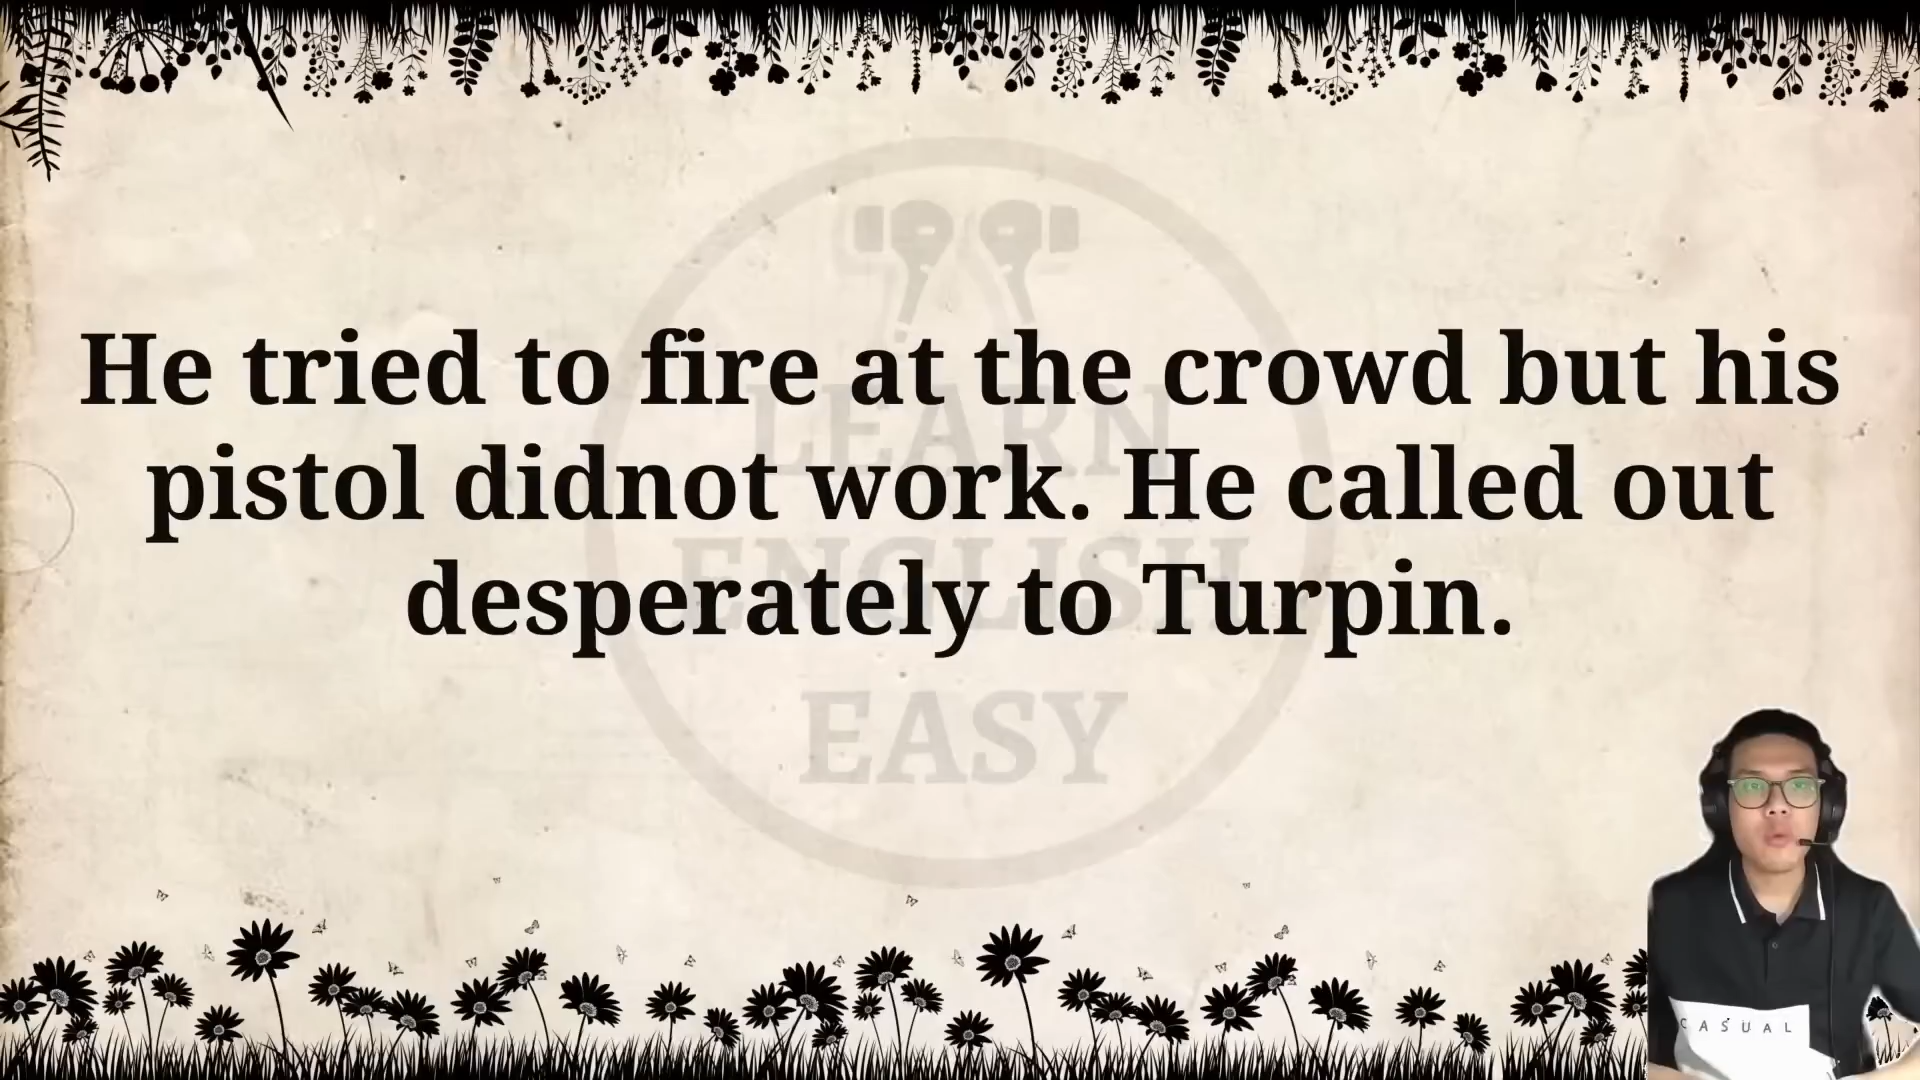 He tried to fire at the crowd but his
pistol didnot work. He called out
desperately to Turpin.
LEARN
ENGLISH
EASY
CASUAL